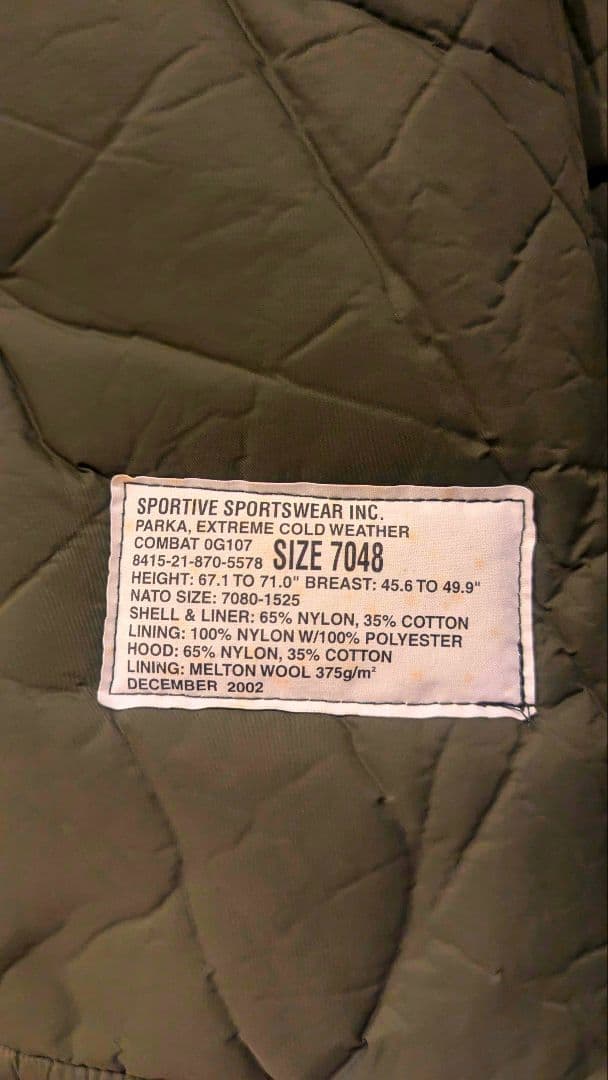 SPORTIVE SPORTSWEAR INC.
PARKA, EXTREME COLD WEATHER
COMBAT 0G107
8415-21-870-5578 SIZE 7048
HEIGHT: 67.1 TO 71.0" BREAST: 45.6 TO 49.9"
NATO SIZE: 7080-1525
SHELL & LINER: 65% NYLON, 35% COTTON
LINING: 100% NYLON W/100% POLYESTER
HOOD: 65% NYLON, 35% COTTON
LINING: MELTON WOOL 375g/m²
DECEMBER 2002